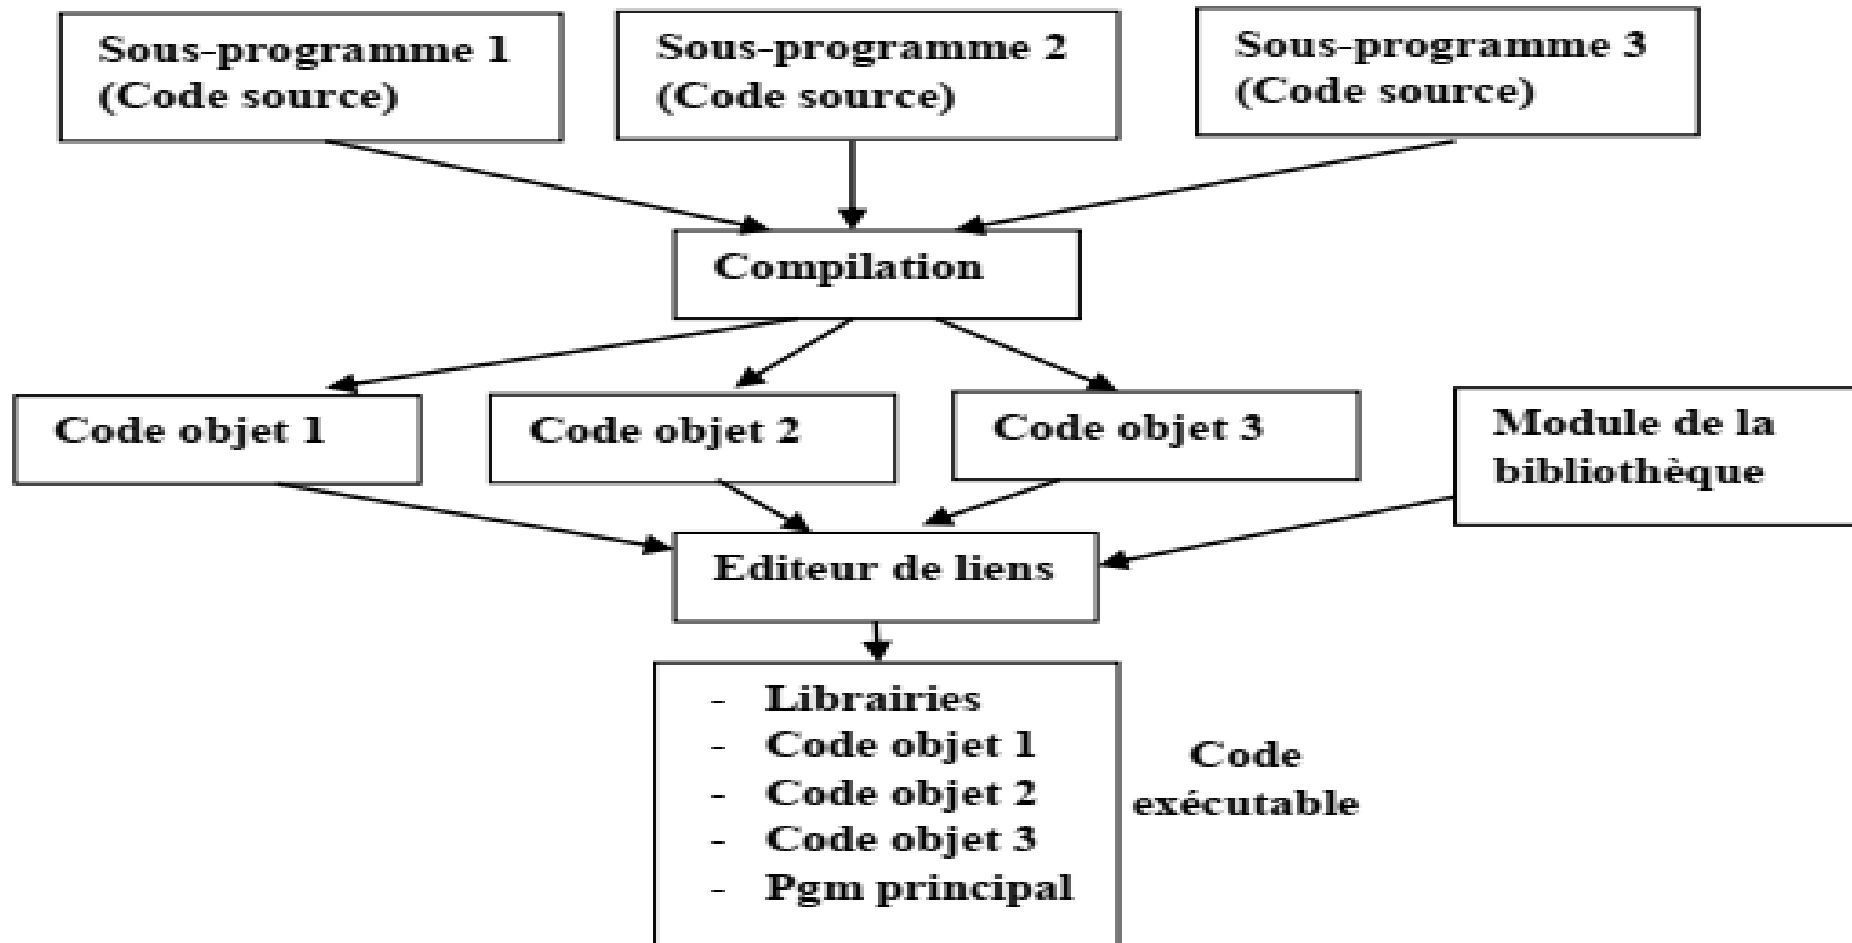 Sous-programme 1
(Code source)
Sous-programme 2
(Code source)
Sous-programme 3
(Code source)
Compilation
Code objet 1
Code objet 2
Code objet 3
Module de la
bibliothèque
Editeur de liens
- Librairies
- Code objet 1
- Code objet 2
- Code objet 3
- Pgm principal
Code
exécutable